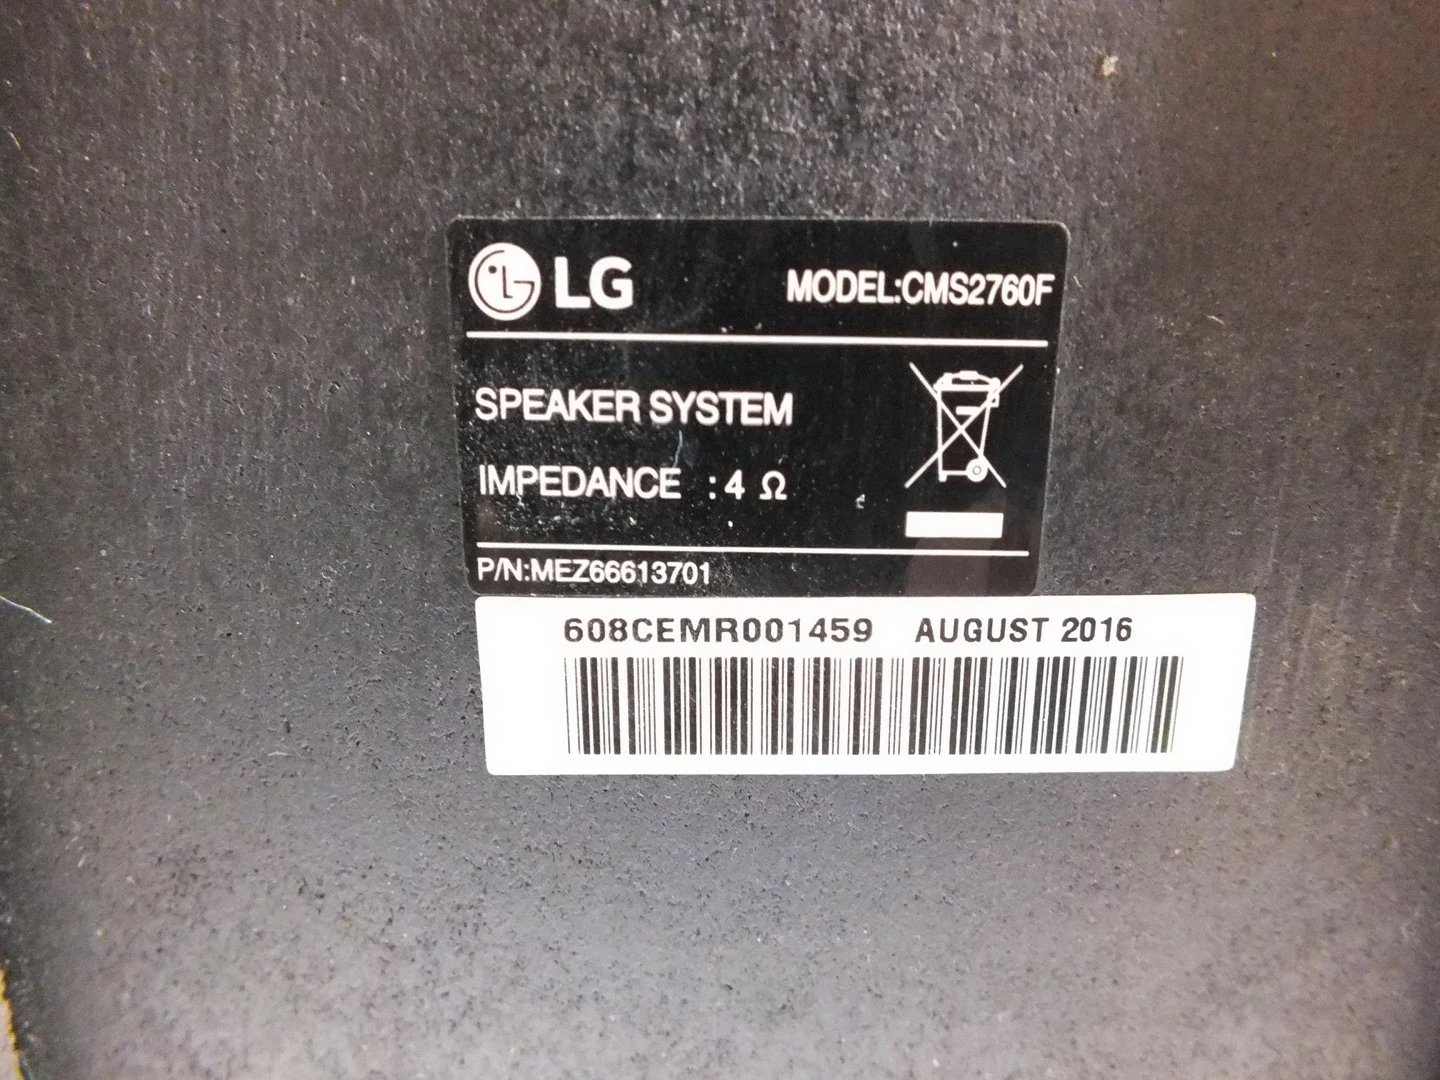 LG MODEL:CMS2760F
SPEAKER SYSTEM
IMPEDANCE : 4 Ω
P/N:MEZ66613701
608CEMR001459 AUGUST 2016